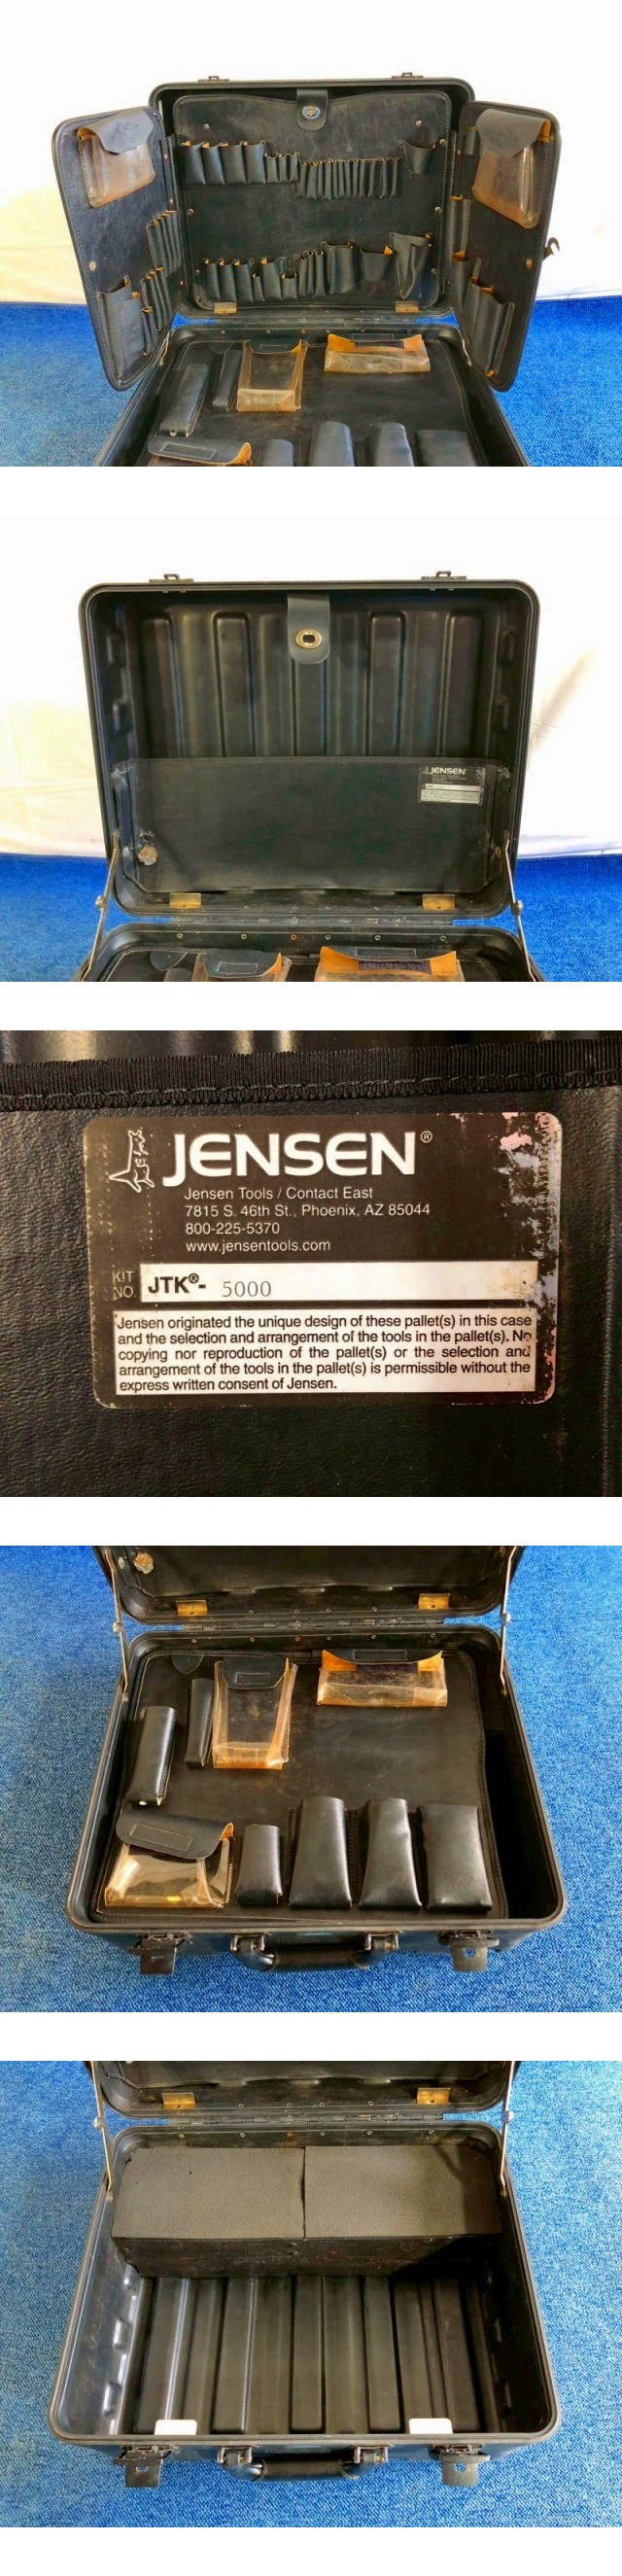 JENSEN
JENSEN®
Jensen Tools / Contact East
7815 S. 46th St., Phoenix, AZ 85044
800-225-5370
www.jensentools.com
KIT NO. JTK®- 5000
Jensen originated the unique design of these pallet(s) in this case
and the selection and arrangement of the tools in the pallet(s). No
copying nor reproduction of the pallet(s) or the selection and
arrangement of the tools in the pallet(s) is permissible without the
express written consent of Jensen.